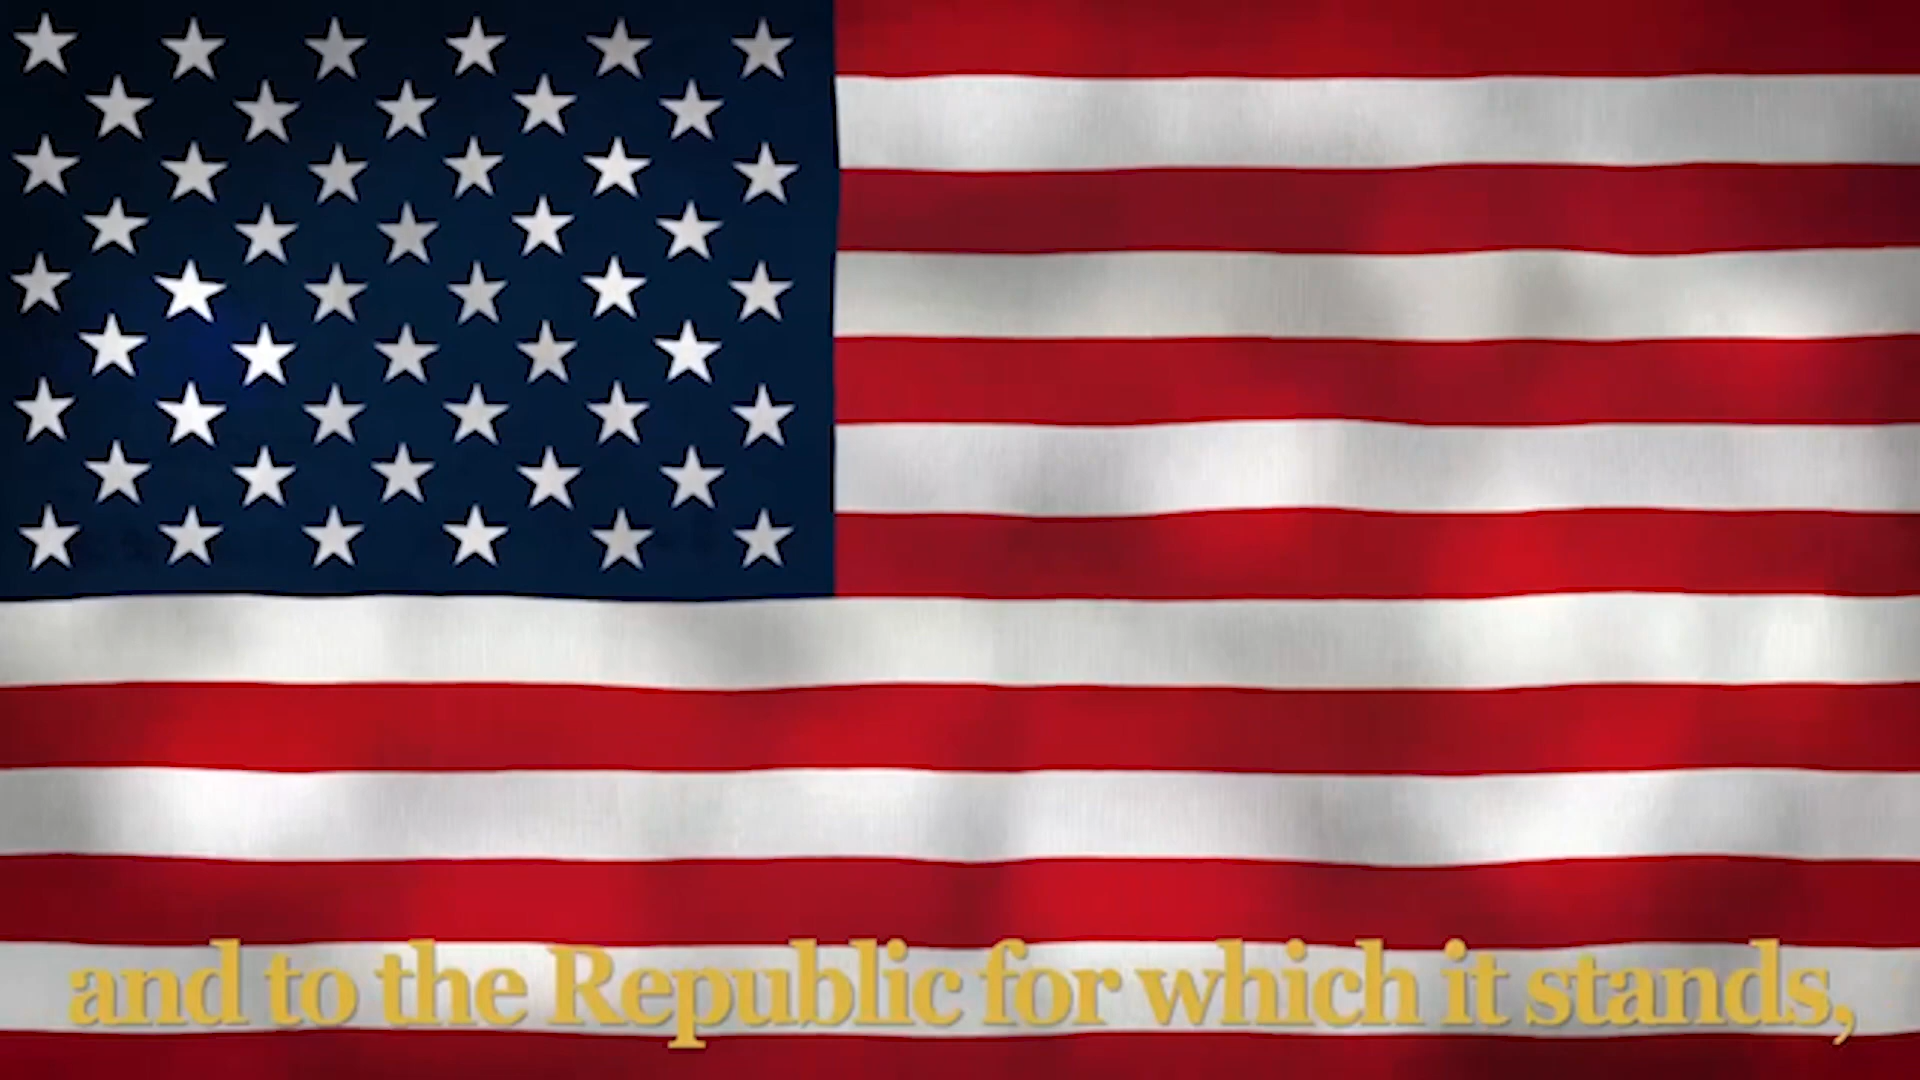 and to the Republic for which it stands,